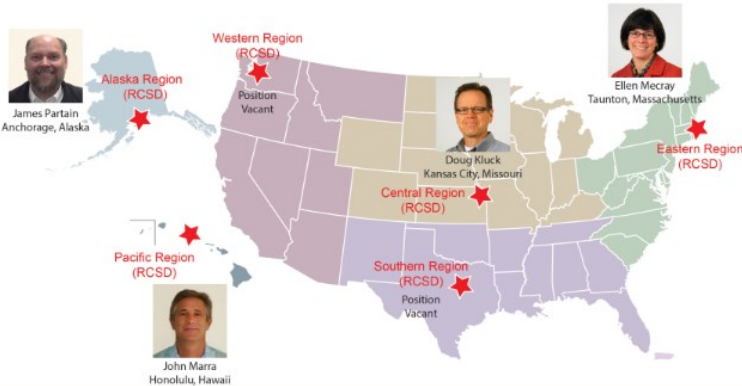 Western Region
(RCSD)
Position
Vacant
Alaska Region
(RCSD)
James Partain
Anchorage, Alaska
Ellen Mecray
Taunton, Massachusetts
Eastern Region
(RCSD)
Doug Kluck
Kansas City, Missouri
Central Region
(RCSD)
Pacific Region
(RCSD)
John Marra
Honolulu, Hawaii
Southern Region
(RCSD)
Position
Vacant